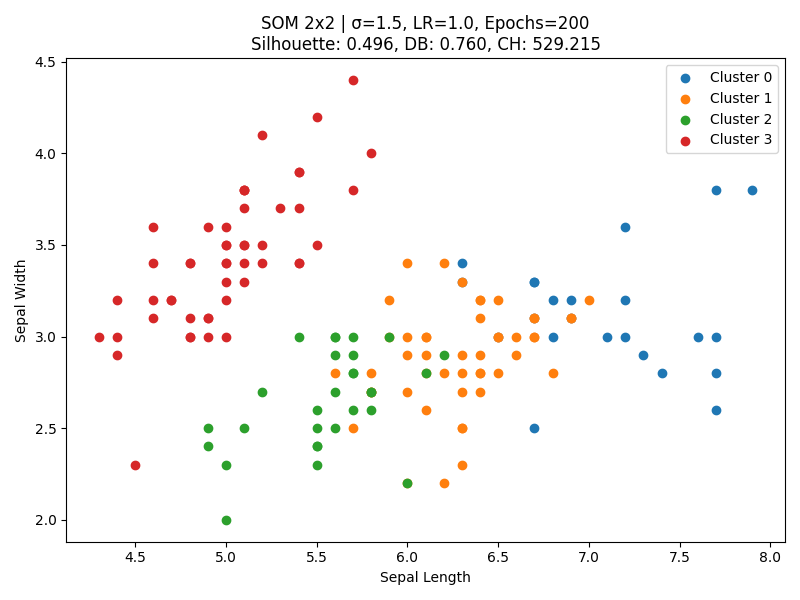 SOM 2x2 | σ=1.5, LR=1.0, Epochs=200
Silhouette: 0.496, DB: 0.760, CH: 529.215
Cluster 0
Cluster 1
Cluster 2
Cluster 3
4.5
4.0
3.5
3.0
2.5
2.0
Sepal Width
4.5
5.0
5.5
6.0
6.5
7.0
7.5
8.0
Sepal Length